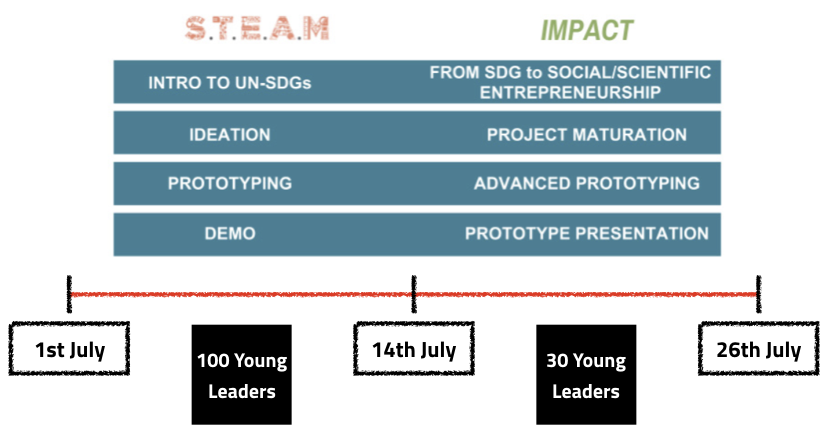 S.T.E.A.M
IMPACT
INTRO TO UN-SDGs
FROM SDG to SOCIAL/SCIENTIFIC
ENTREPRENEURSHIP
IDEATION
PROJECT MATURATION
PROTOTYPING
ADVANCED PROTOTYPING
DEMO
PROTOTYPE PRESENTATION
1st July
100 Young
Leaders
14th July
30 Young
Leaders
26th July